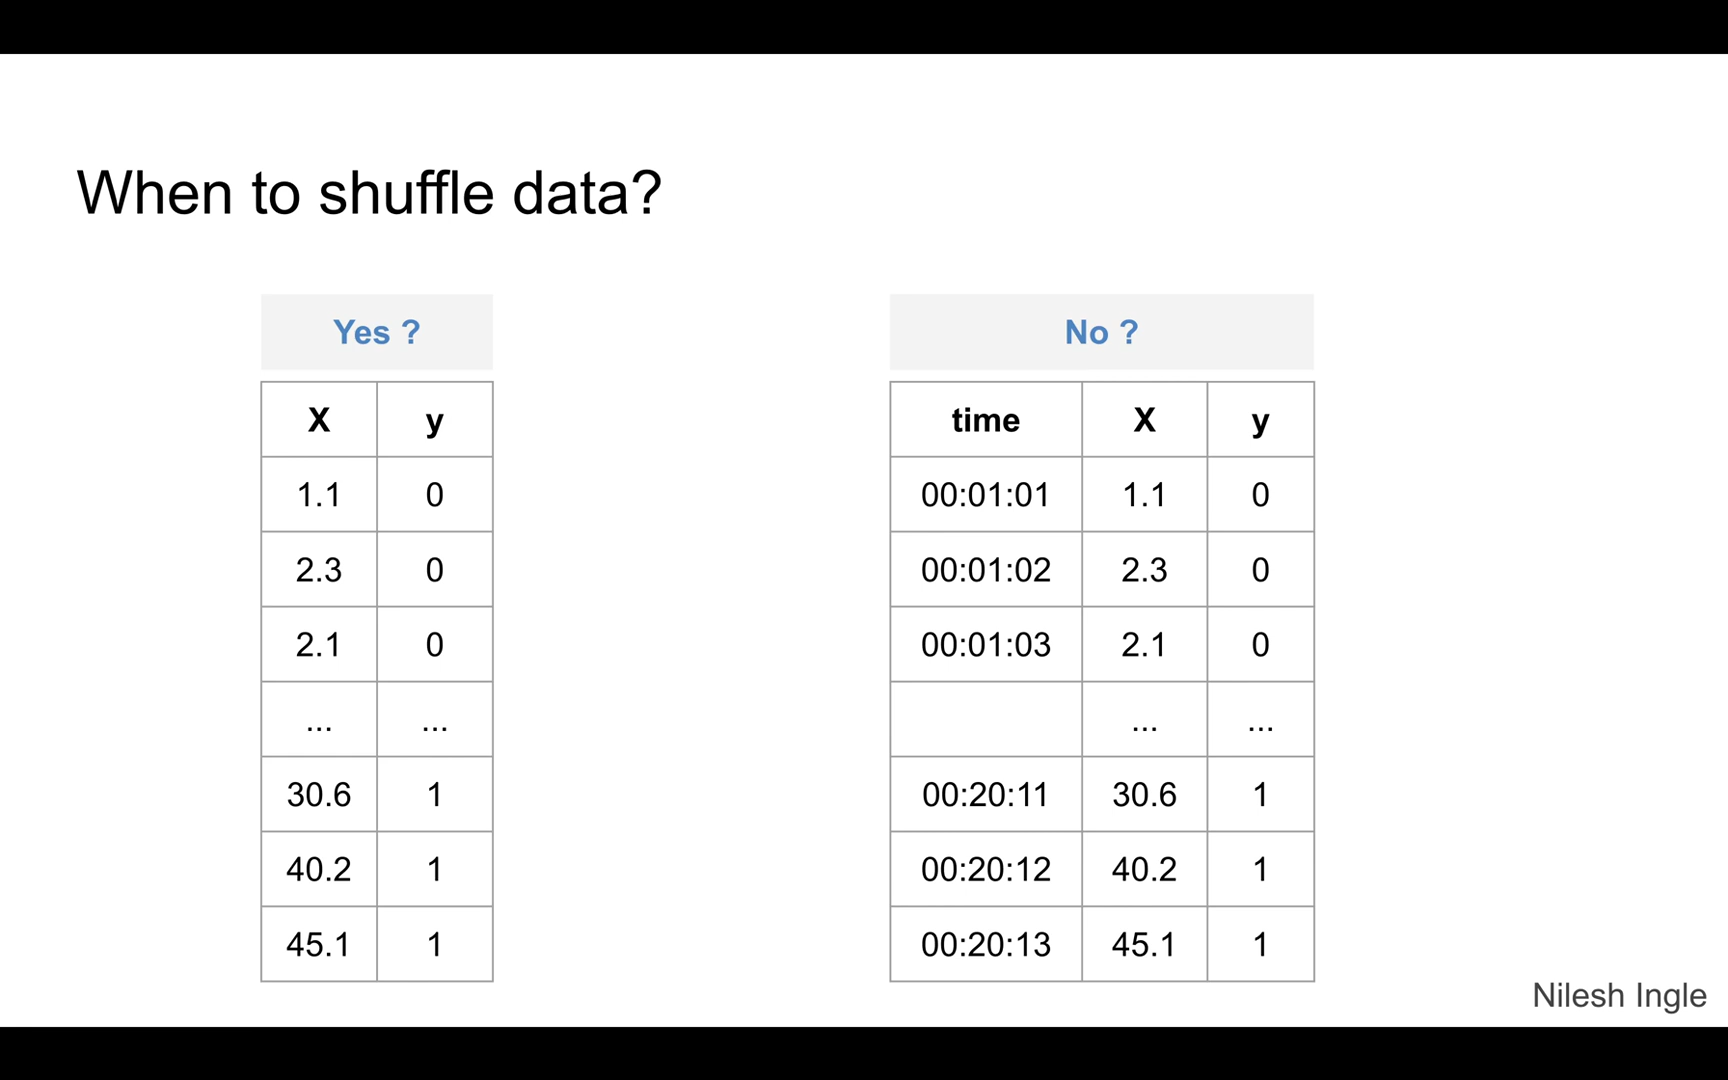 When to shuffle data?
Yes ?
X y
1.1 0
2.3 0
2.1 0
... ...
30.6 1
40.2 1
45.1 1
No ?
time X y
00:01:01 1.1 0
00:01:02 2.3 0
00:01:03 2.1 0
... ...
00:20:11 30.6 1
00:20:12 40.2 1
00:20:13 45.1 1
Nilesh Ingle